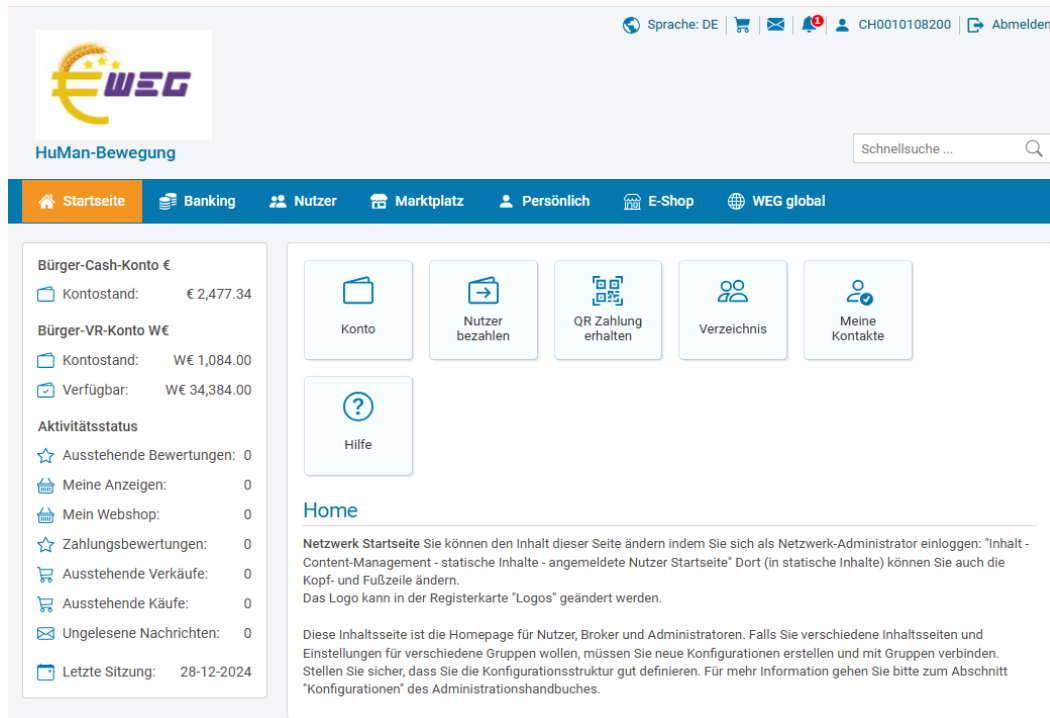 Sprache: DE
1
CH0010108200
Abmelden
€WEG
HuMan-Bewegung
Schnellsuche ...
Startseite
Banking
Nutzer
Marktplatz
Persönlich
E-Shop
WEG global
Bürger-Cash-Konto €
Kontostand: € 2,477.34
Bürger-VR-Konto W€
Kontostand: W€ 1,084.00
Verfügbar: W€ 34,384.00
Aktivitätsstatus
Ausstehende Bewertungen: 0
Meine Anzeigen: 0
Mein Webshop: 0
Zahlungsbewertungen: 0
Ausstehende Verkäufe: 0
Ausstehende Käufe: 0
Ungelesene Nachrichten: 0
Letzte Sitzung: 28-12-2024
Konto
Nutzer
bezahlen
QR Zahlung
erhalten
Verzeichnis
Meine
Kontakte
Hilfe
Home
Netzwerk Startseite Sie können den Inhalt dieser Seite ändern indem Sie sich als Netzwerk-Administrator einloggen: "Inhalt -
Content-Management - statische Inhalte - angemeldete Nutzer Startseite" Dort (in statische Inhalte) können Sie auch die
Kopf- und Fußzeile ändern.
Das Logo kann in der Registerkarte "Logos" geändert werden.
Diese Inhaltsseite ist die Homepage für Nutzer, Broker und Administratoren. Falls Sie verschiedene Inhaltsseiten und
Einstellungen für verschiedene Gruppen wollen, müssen Sie neue Konfigurationen erstellen und mit Gruppen verbinden.
Stellen Sie sicher, dass Sie die Konfigurationsstruktur gut definieren. Für mehr Information gehen Sie bitte zum Abschnitt
"Konfigurationen" des Administrationshandbuches.